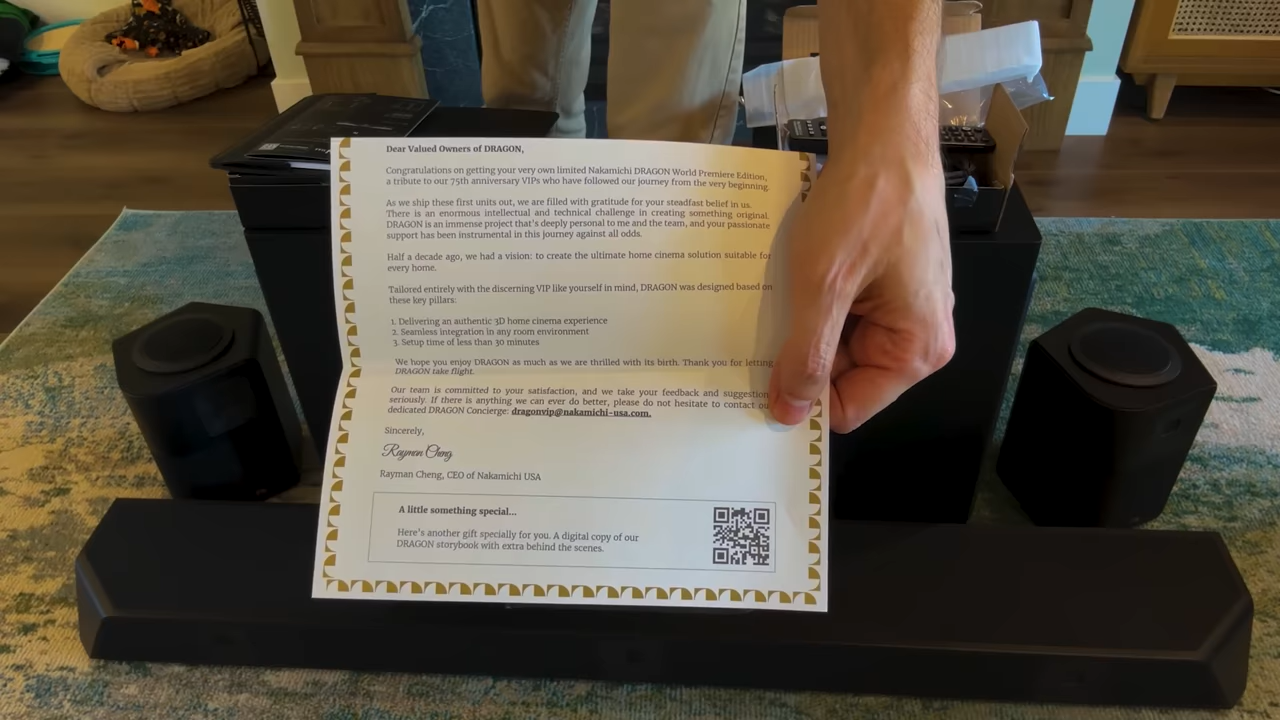 Dear Valued Owners of DRAGON,
Congratulations on getting your very own limited Nakamichi DRAGON World Premiere Edition,
a tribute to our 75th anniversary VIPs who have followed our journey from the very beginning.
As we ship these first units out, we are filled with gratitude for your steadfast belief in us.
There is an enormous intellectual and technical challenge in creating something original.
DRAGON is an immense project that's deeply personal to me and the team, and your passionate
support has been instrumental in this journey against all odds.
Half a decade ago, we had a vision: to create the ultimate home cinema solution suitable for
every home.
Tailored entirely with the discerning VIP like yourself in mind, DRAGON was designed based on
these key pillars:
1. Delivering an authentic 3D home cinema experience
2. Seamless integration in any room environment
3. Setup time of less than 30 minutes
We hope you enjoy DRAGON as much as we are thrilled with its birth. Thank you for letting
DRAGON take flight.
Our team is committed to your satisfaction, and we take your feedback and suggestion
seriously. If there is anything we can ever do better, please do not hesitate to contact
dedicated DRAGON Concierge: dragonvip@nakamichi-usa.com.
Sincerely,
Rayman Cheng
Rayman Cheng, CEO of Nakamichi USA
A little something special...
Here's another gift specially for you. A digital copy of our
DRAGON storybook with extra behind the scenes.